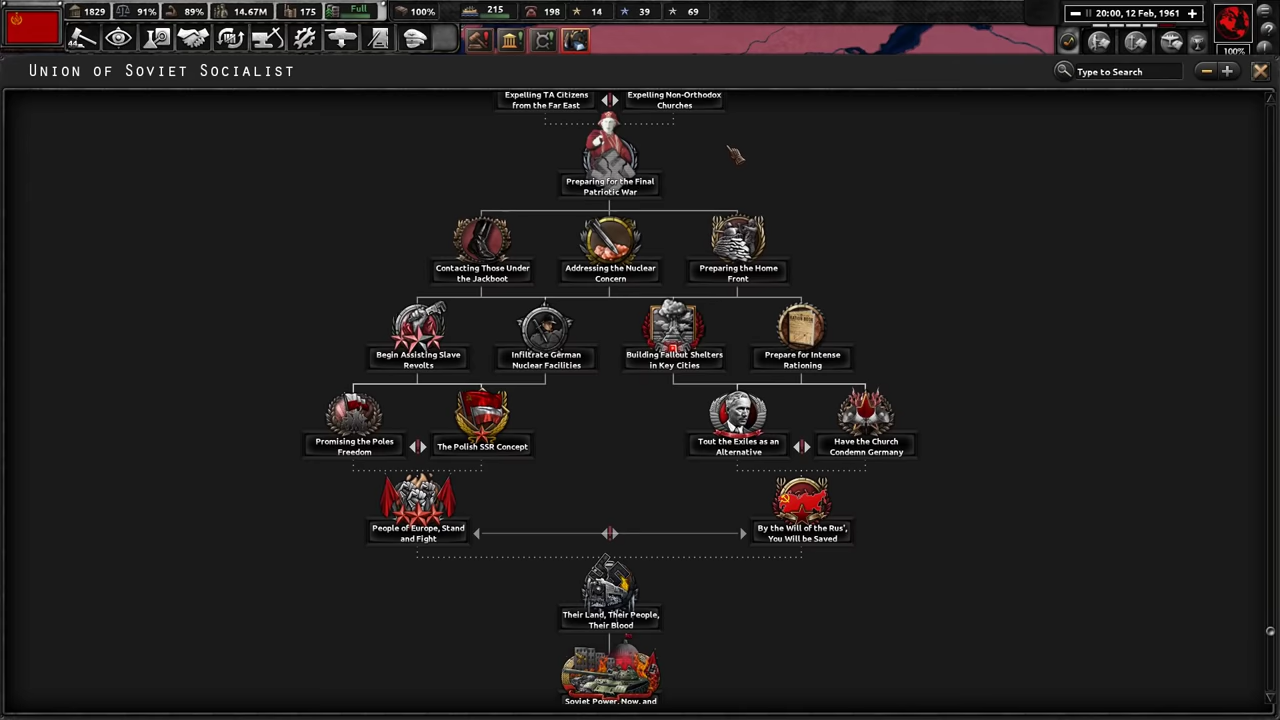 1829
91%
89%
14.67M
175
Full
100%
215
198
14
39
69
20:00, 12 Feb, 1961
100%
44
Union of Soviet Socialist
Type to Search
Expelling TA Citizens
from the Far East
Expelling Non-Orthodox
Churches
Preparing for the Final
Patriotic War
Contacting Those Under
the Jackboot
Addressing the Nuclear
Concern
Preparing the Home
Front
Begin Assisting Slave
Revolts
Infiltrate German
Nuclear Facilities
Building Fallout Shelters
in Key Cities
Prepare for Intense
Rationing
Promising the Poles
Freedom
The Polish SSR Concept
Tout the Exiles as an
Alternative
Have the Church
Condemn Germany
People of Europe, Stand
and Fight
By the Will of the Rus',
You Will be Saved
Their Land, Their People,
Their Blood
Soviet Power, Now, and